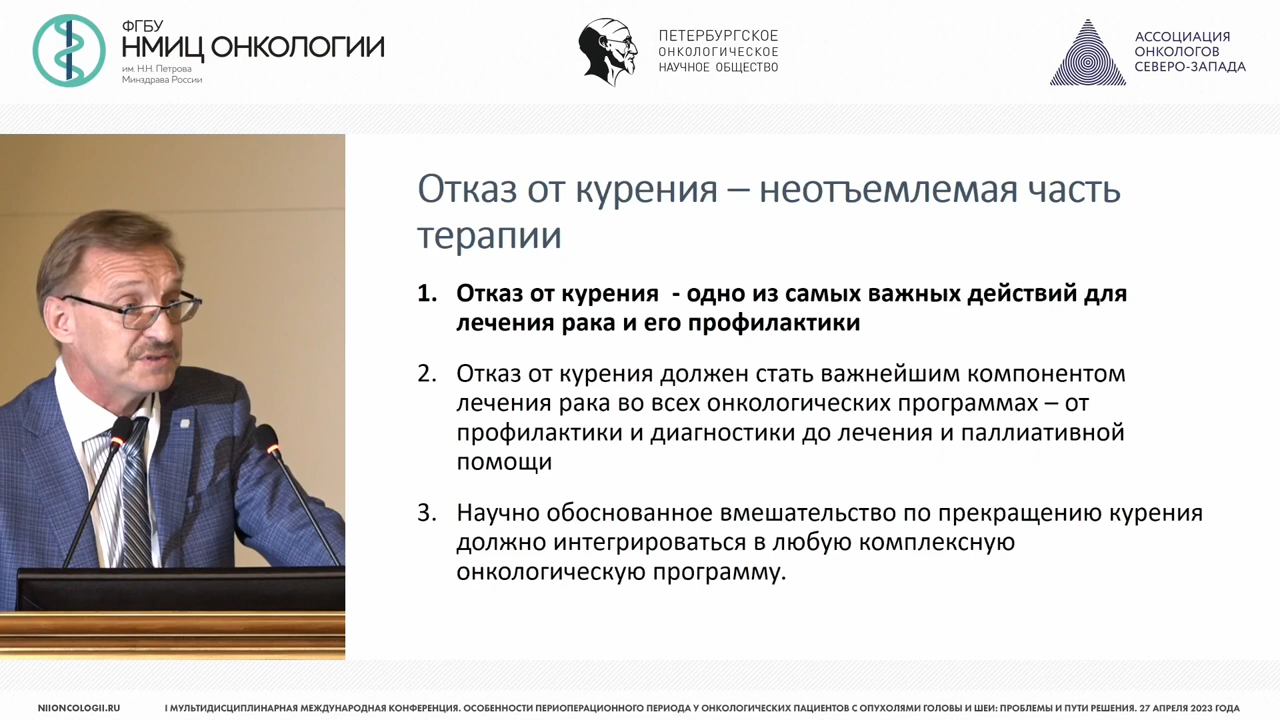 ФГБУ
НМИЦ ОНКОЛОГИИ
им. Н.Н. Петрова
Минздрава России
ПЕТЕРБУРГСКОЕ
ОНКОЛОГИЧЕСКОЕ
НАУЧНОЕ ОБЩЕСТВО
АССОЦИАЦИЯ
ОНКОЛОГОВ
СЕВЕРО-ЗАПАДА
Отказ от курения – неотъемлемая часть
терапии
1. Отказ от курения - одно из самых важных действий для
лечения рака и его профилактики
2. Отказ от курения должен стать важнейшим компонентом
лечения рака во всех онкологических программах – от
профилактики и диагностики до лечения и паллиативной
помощи
3. Научно обоснованное вмешательство по прекращению курения
должно интегрироваться в любую комплексную
онкологическую программу.
NIIONCOLOGII.RU
I МУЛЬТИДИСЦИПЛИНАРНАЯ МЕЖДУНАРОДНАЯ КОНФЕРЕНЦИЯ. ОСОБЕННОСТИ ПЕРИОПЕРАЦИОННОГО ПЕРИОДА У ОНКОЛОГИЧЕСКИХ ПАЦИЕНТОВ С ОПУХОЛЯМИ ГОЛОВЫ И ШЕИ: ПРОБЛЕМЫ И ПУТИ РЕШЕНИЯ. 27 АПРЕЛЯ 2023 ГОДА